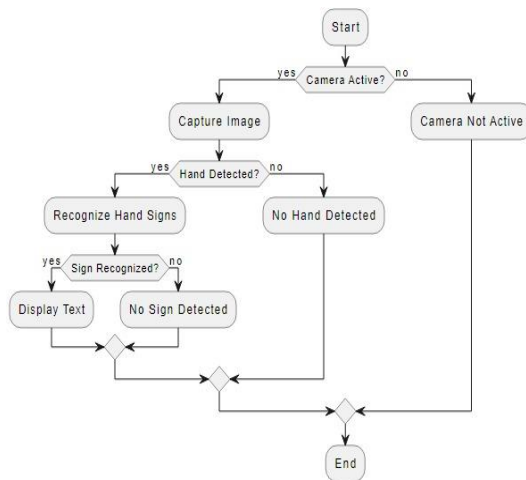 Start
yes
Camera Active?
no
Capture Image
Camera Not Active
yes
Hand Detected?
no
Recognize Hand Signs
No Hand Detected
yes
Sign Recognized?
no
Display Text
No Sign Detected
End